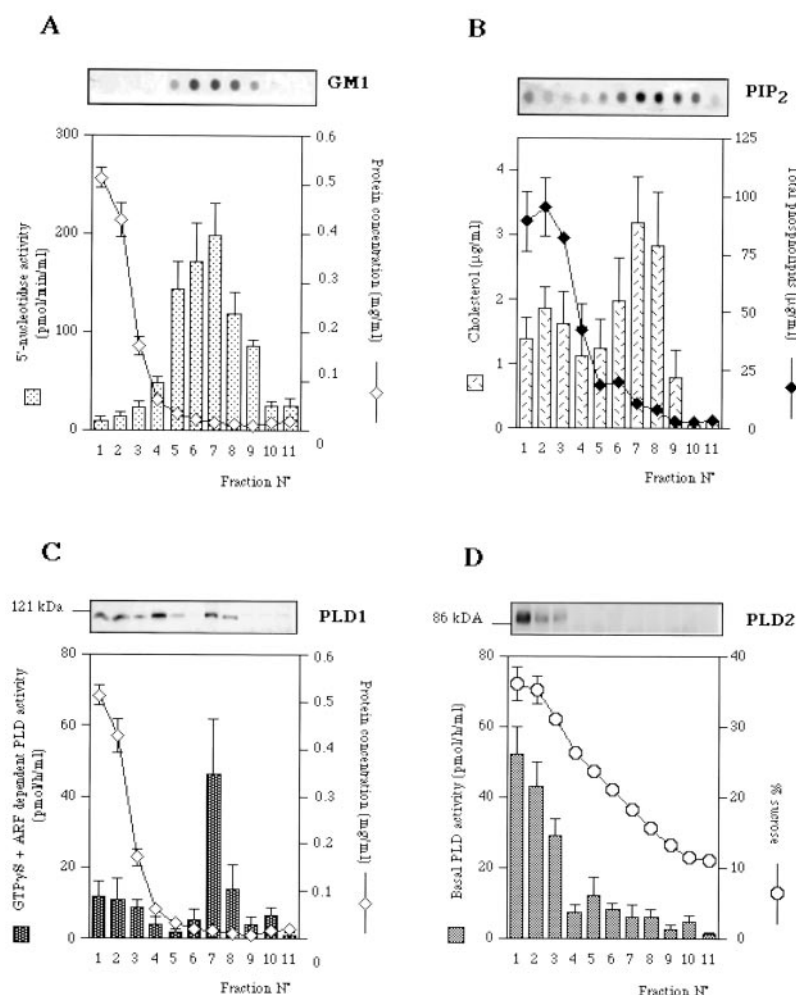 A
GM1
300
200
100
0
0.6
0.5
0.4
0.3
0.2
0.1
0
5'-nucleotidase activity
(pmol/min/ml)
Protein concentration (mg/ml)
1 2 3 4 5 6 7 8 9 10 11
Fraction N°
B
PIP2
4
3
2
1
0
125
100
75
50
25
0
Cholesterol (µg/ml)
Total phospholipids (µg/ml)
1 2 3 4 5 6 7 8 9 10 11
Fraction N°
C
121 kDa
PLD1
80
60
40
20
0
0.6
0.5
0.4
0.3
0.2
0.1
0
GTPγS + ARF dependent PLD activity
(pmol/h/ml)
Protein concentration (mg/ml)
1 2 3 4 5 6 7 8 9 10 11
Fraction N°
D
86 kDA
PLD2
80
60
40
20
0
40
30
20
10
0
Basal PLD activity (pmol/h/ml)
% sucrose
1 2 3 4 5 6 7 8 9 10 11
Fraction N°